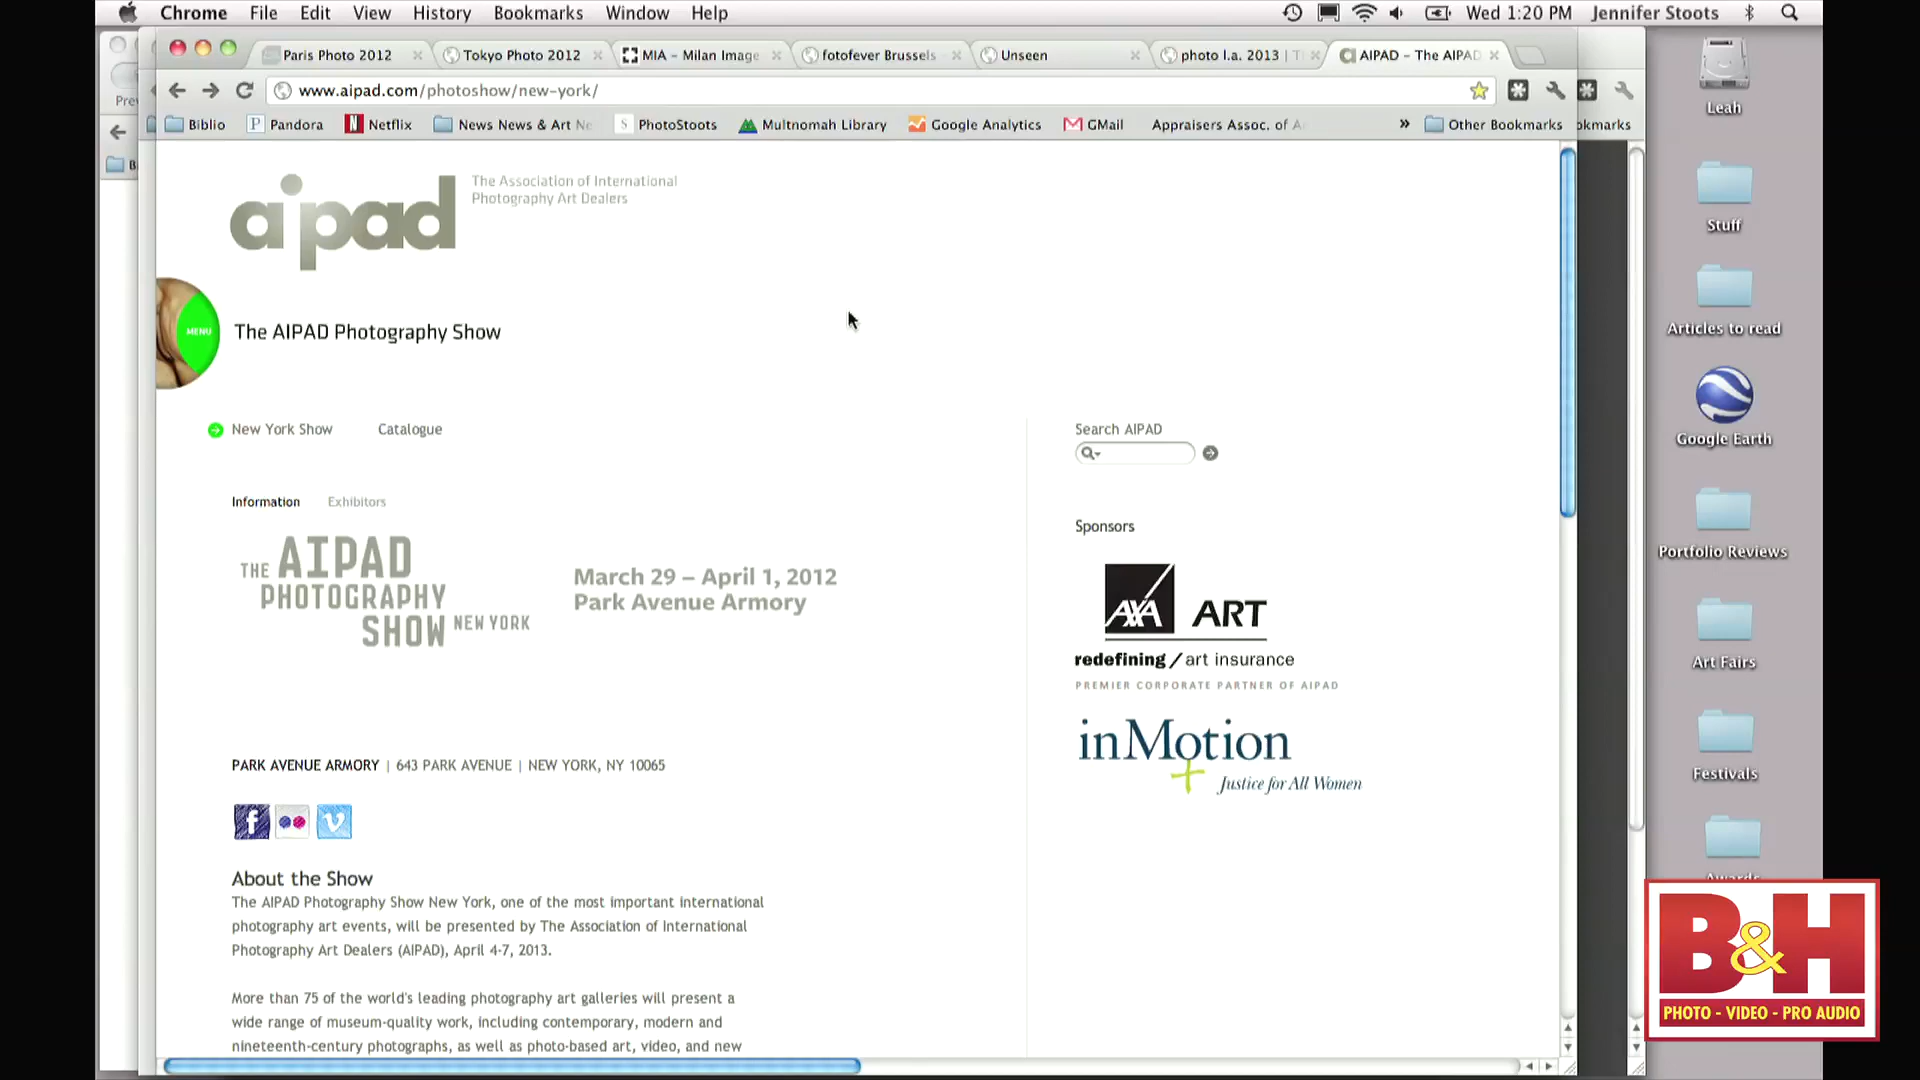 Chrome File Edit View History Bookmarks Window Help
Wed 1:20 PM Jennifer Stoots
Paris Photo 2012
Tokyo Photo 2012
MIA – Milan Image
fotofever Brussels
Unseen
photo l.a. 2013 |
AIPAD – The AIPAD
www.aipad.com/photoshow/new-york/
Biblio
Pandora
Netflix
News News & Art Ne
PhotoStoots
Multnomah Library
Google Analytics
GMail
Appraisers Assoc. of
Other Bookmarks
aipad
The Association of International
Photography Art Dealers
MENU
The AIPAD Photography Show
New York Show
Catalogue
Search AIPAD
Information
Exhibitors
Sponsors
THE AIPAD
PHOTOGRAPHY
SHOW NEW YORK
March 29 – April 1, 2012
Park Avenue Armory
AXA ART
redefining / art insurance
PREMIER CORPORATE PARTNER OF AIPAD
inMotion
Justice for All Women
PARK AVENUE ARMORY | 643 PARK AVENUE | NEW YORK, NY 10065
f
v
About the Show
The AIPAD Photography Show New York, one of the most important international
photography art events, will be presented by The Association of International
Photography Art Dealers (AIPAD), April 4-7, 2013.
More than 75 of the world's leading photography art galleries will present a
wide range of museum-quality work, including contemporary, modern and
nineteenth-century photographs, as well as photo-based art, video, and new
Leah
Stuff
Articles to read
Google Earth
Portfolio Reviews
Art Fairs
Festivals
Awards
B&H
PHOTO - VIDEO - PRO AUDIO